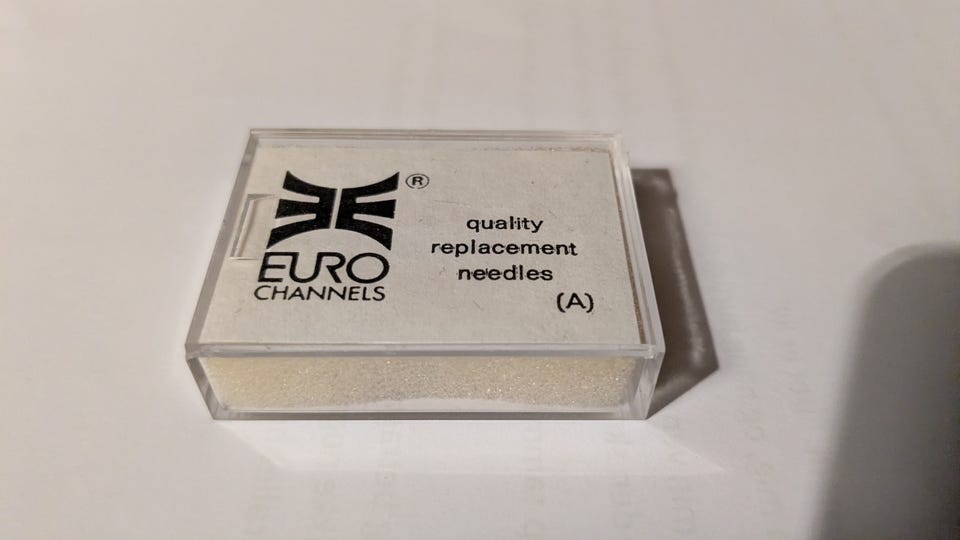 ®
EURO
CHANNELS
quality
replacement
needles
(A)